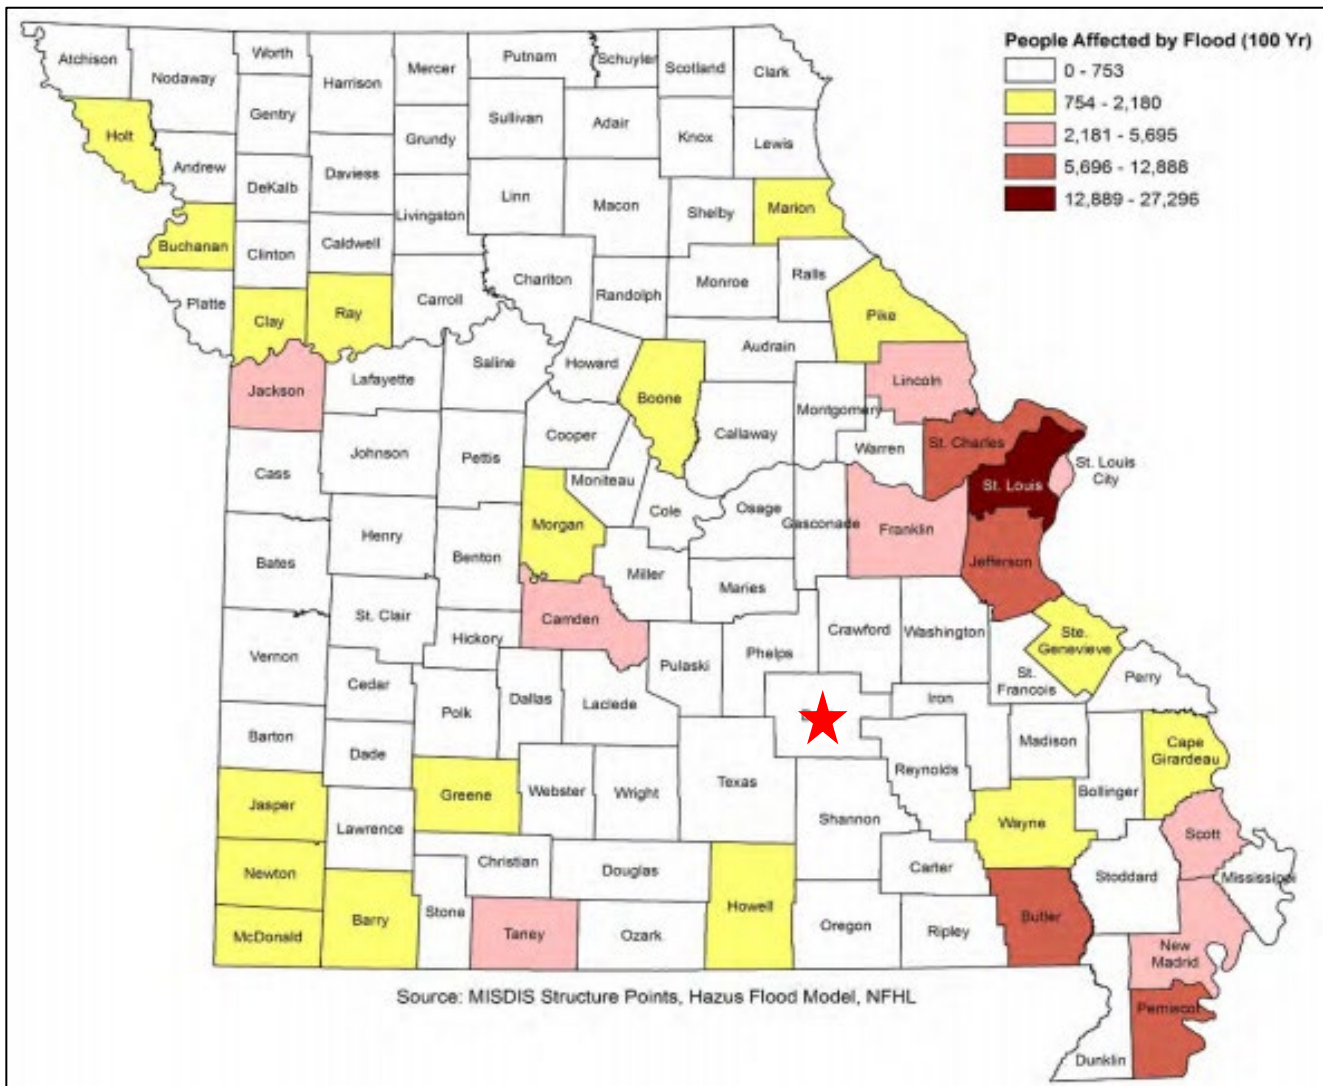 People Affected by Flood (100 Yr)
0 - 753
754 - 2,180
2,181 - 5,695
5,696 - 12,888
12,889 - 27,296
Atchison
Nodaway
Worth
Harrison
Mercer
Putnam
Schuyler
Scotland
Clark
Holt
Gentry
Sullivan
Adair
Knox
Lewis
Andrew
DeKalb
Daviess
Grundy
Linn
Macon
Shelby
Marion
Livingston
Buchanan
Clinton
Caldwell
Platte
Clay
Ray
Carroll
Chariton
Randolph
Monroe
Ralls
Pike
Audrain
Jackson
Lafayette
Saline
Howard
Boone
Lincoln
Montgomery
Callaway
Warren
St. Charles
Cooper
Cass
Johnson
Pettis
Moniteau
Cole
Osage
Gasconade
Franklin
St. Louis
St. Louis
City
Morgan
Jefferson
Bates
Henry
Benton
Miller
Maries
St. Clair
Camden
Hickory
Pulaski
Phelps
Crawford
Washington
Ste.
Genevieve
St.
Francois
Perry
Vernon
Cedar
Polk
Dallas
Laclede
Iron
Barton
Dade
Texas
Reynolds
Madison
Cape
Girardeau
Bollinger
Jasper
Greene
Webster
Wright
Lawrence
Shannon
Wayne
Scott
Newton
Christian
Douglas
Carter
Stoddard
Mississippi
McDonald
Barry
Stone
Taney
Ozark
Howell
Oregon
Ripley
Butler
New
Madrid
Pemiscot
Dunklin
Source: MISDIS Structure Points, Hazus Flood Model, NFHL